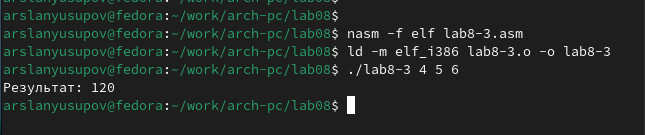 arslanyusupov@fedora:~/work/arch-pc/lab08$
arslanyusupov@fedora:~/work/arch-pc/lab08$ nasm -f elf lab8-3.asm
arslanyusupov@fedora:~/work/arch-pc/lab08$ ld -m elf_i386 lab8-3.o -o lab8-3
arslanyusupov@fedora:~/work/arch-pc/lab08$ ./lab8-3 4 5 6
Результат: 120
arslanyusupov@fedora:~/work/arch-pc/lab08$